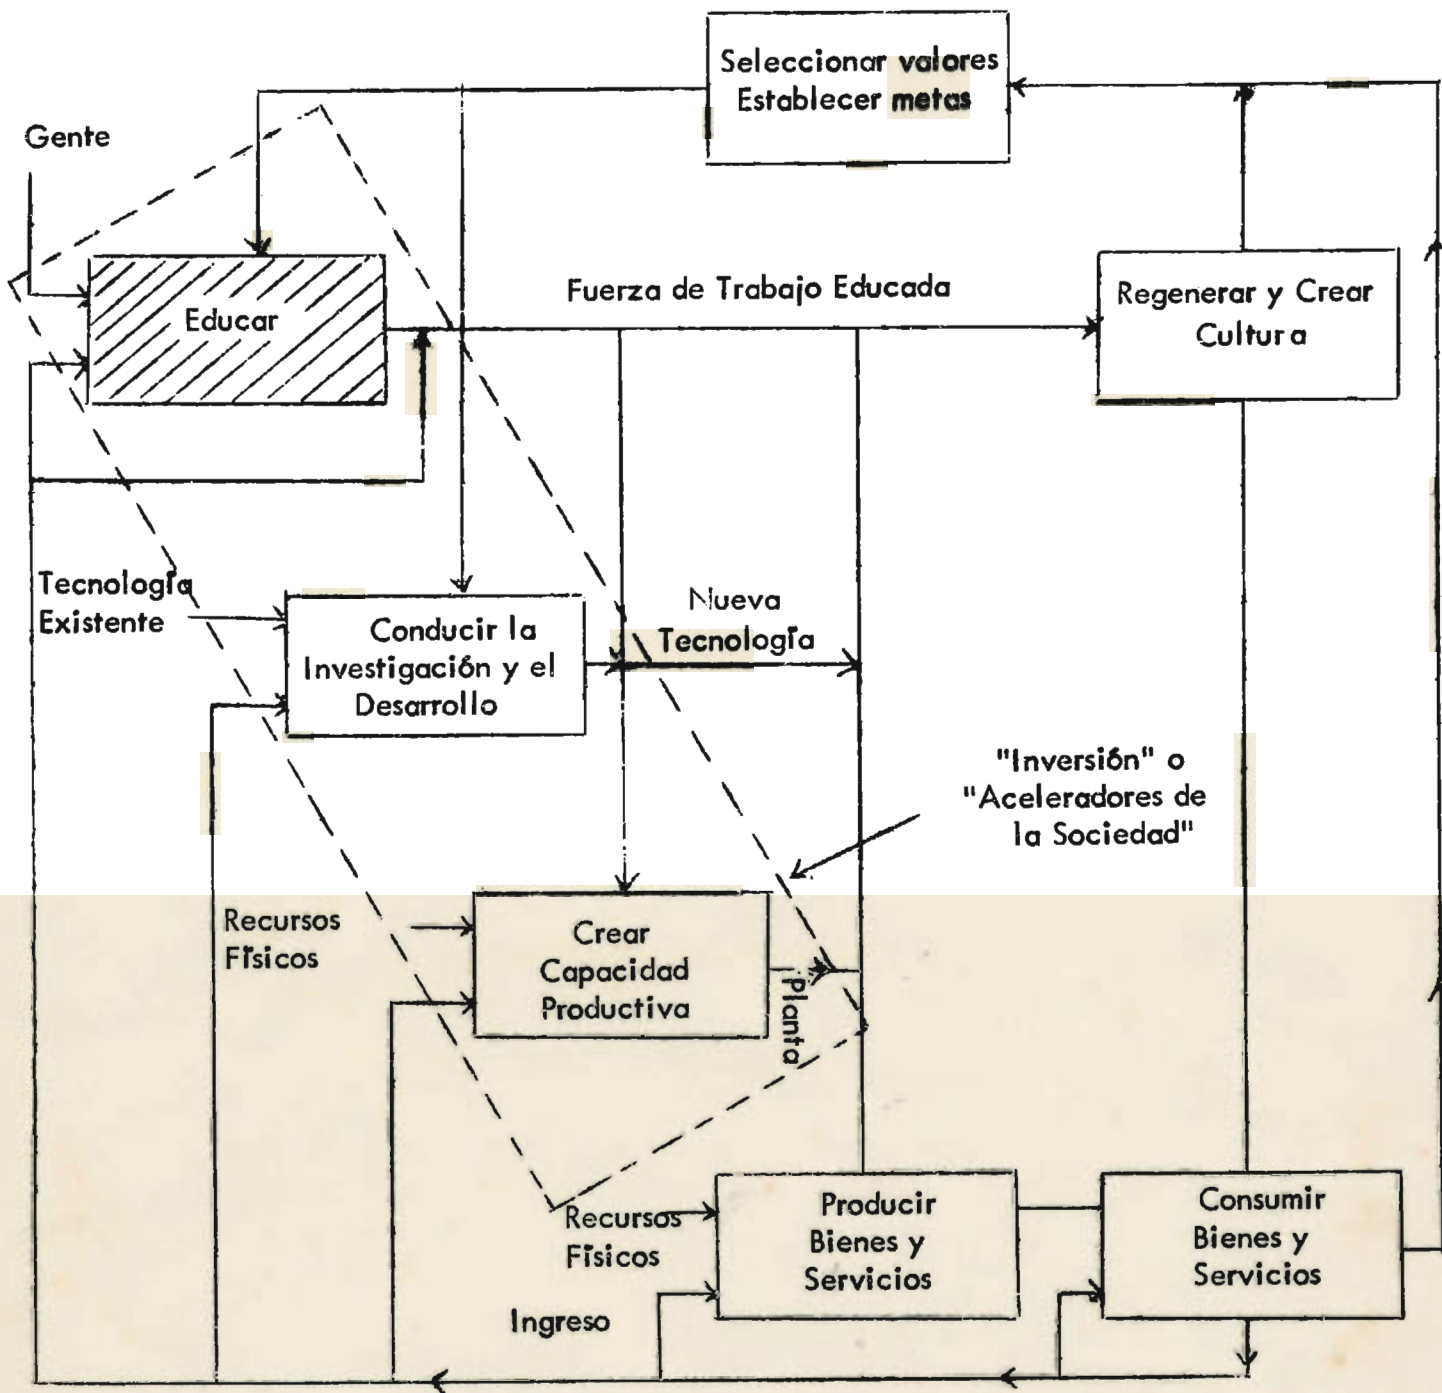 Seleccionar valores
Establecer metas
Gente
Educar
Fuerza de Trabajo Educada
Regenerar y Crear
Cultura
Tecnología
Existente
Conducir la
Investigación y el
Desarrollo
Nueva
Tecnología
"Inversión" o
"Aceleradores de
la Sociedad"
Recursos
Físicos
Crear
Capacidad
Productiva
Planta
Recursos
Físicos
Producir
Bienes y
Servicios
Consumir
Bienes y
Servicios
Ingreso